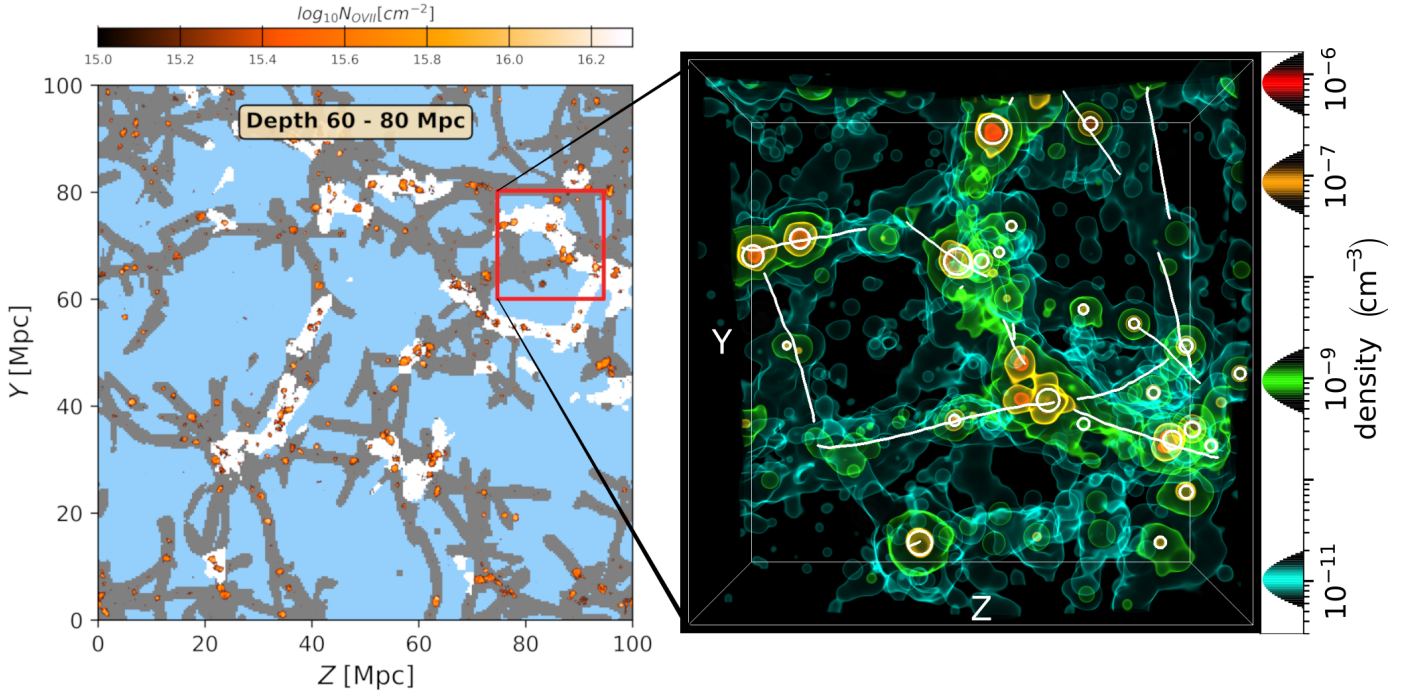 log₁₀N_OVII[cm⁻²]
15.0 15.2 15.4 15.6 15.8 16.0 16.2
Depth 60 - 80 Mpc
100
80
60
40
20
0
Y [Mpc]
0 20 40 60 80 100
Z [Mpc]
Y
Z
10⁻⁶
10⁻⁷
10⁻⁹
10⁻¹¹
density (cm⁻³)